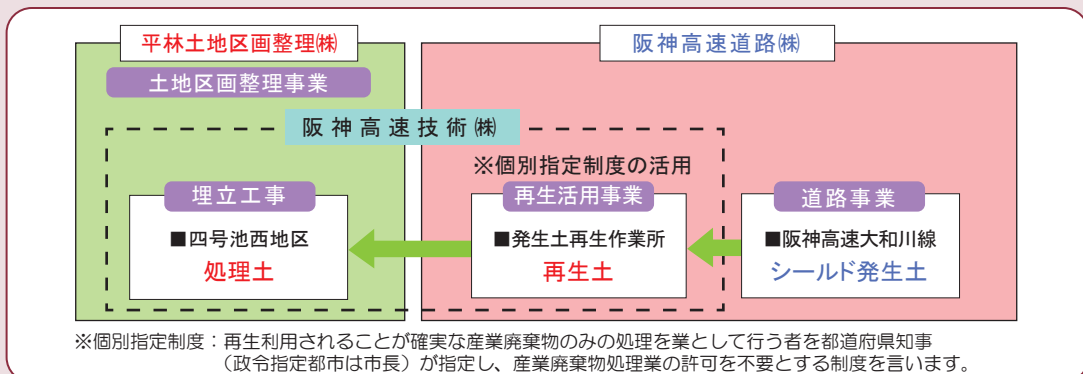 平林土地区画整理㈱
阪神高速道路㈱
土地区画整理事業
阪神高速技術㈱
※個別指定制度の活用
埋立工事
再生活用事業
道路事業
■四号池西地区
■発生土再生作業所
■阪神高速大和川線
処理土
再生土
シールド発生土
※個別指定制度：再生利用されることが確実な産業廃棄物のみの処理を業として行う者を都道府県知事
（政令指定都市は市長）が指定し、産業廃棄物処理業の許可を不要とする制度を言います。